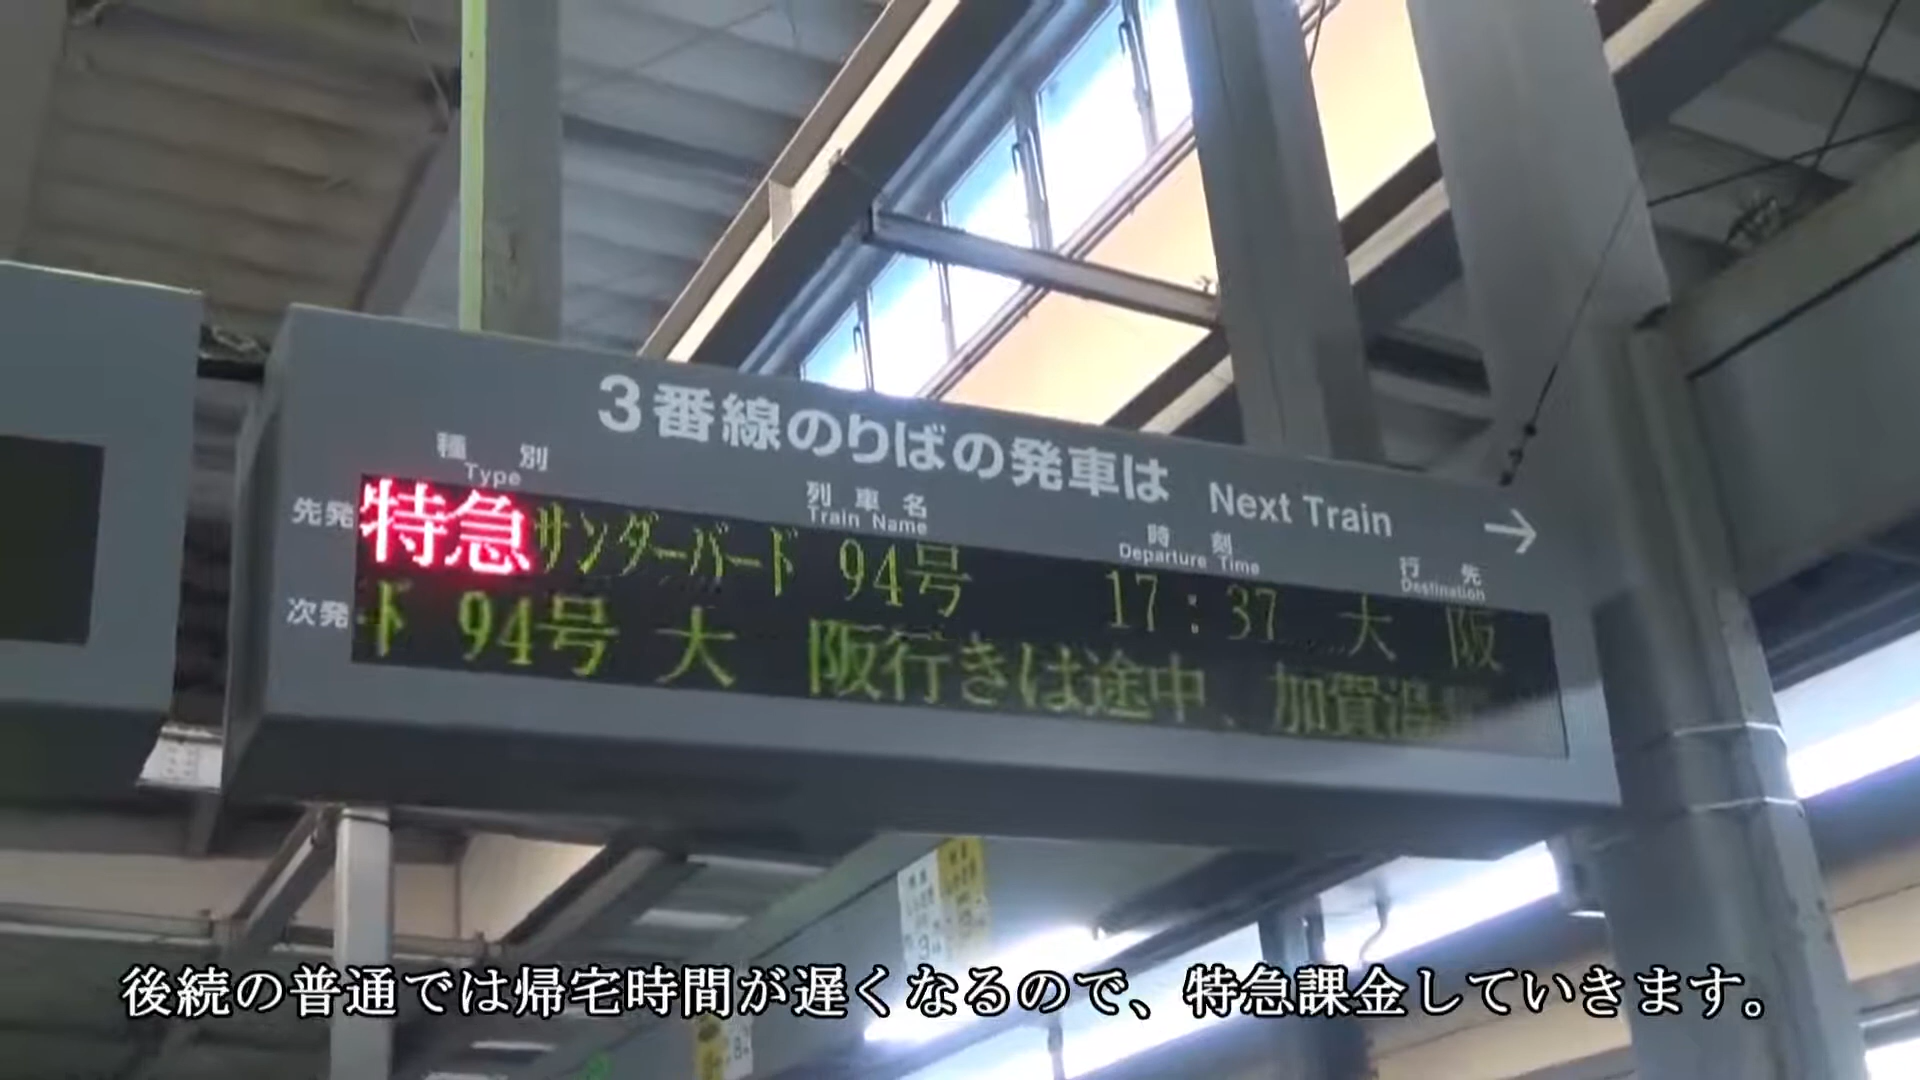 3番線のりばの発車は Next Train →
種別 列車名 時刻 行先
Type Train Name Departure Time Destination
先発 特急 サンダーバード 94号 17:37 大阪
次発 ド 94号 大 阪行きは途中、加賀
後続の普通では帰宅時間が遅くなるので、特急課金していきます。